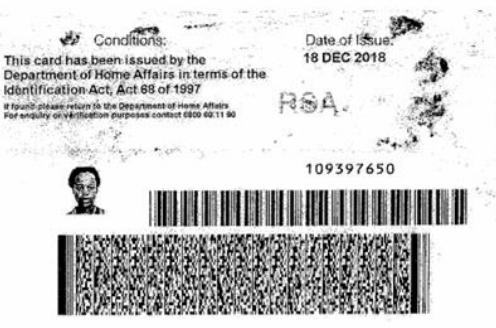 Conditions:
This card has been issued by the
Department of Home Affairs in terms of the
Identification Act, Act 68 of 1997
If found please return to the Department of Home Affairs
For enquiry or verification purposes contact 0800 60 11 90
Date of Issue:
18 DEC 2018
RSA
109397650